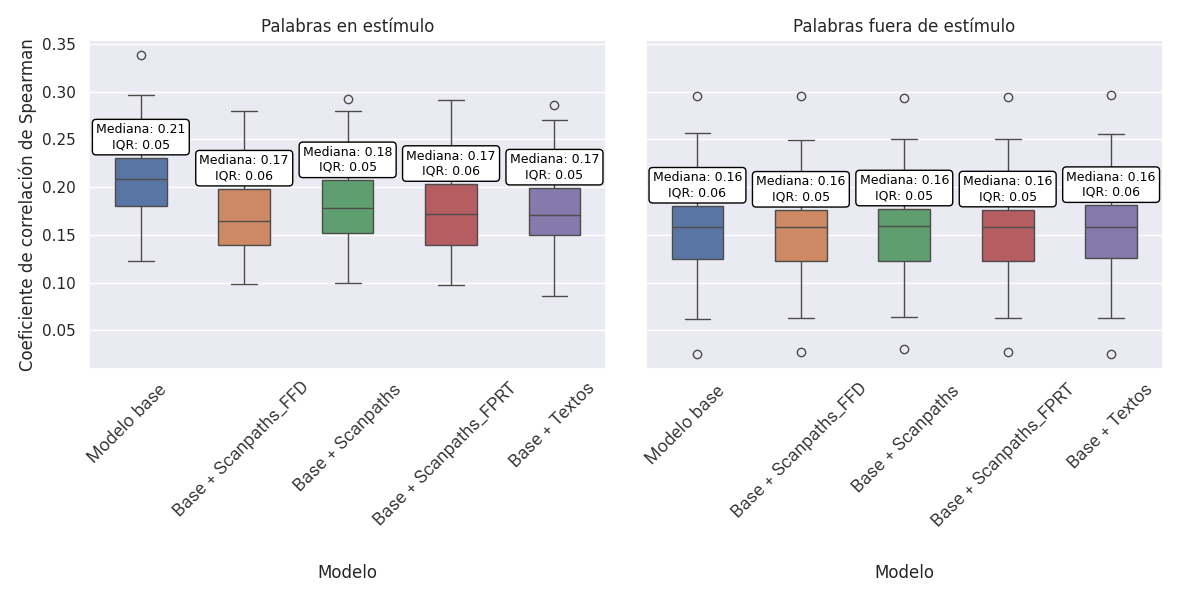 Palabras en estímulo
Palabras fuera de estímulo
Coeficiente de correlación de Spearman
0.35
0.30
0.25
0.20
0.15
0.10
0.05
Mediana: 0.21
IQR: 0.05
Mediana: 0.17
IQR: 0.06
Mediana: 0.18
IQR: 0.05
Mediana: 0.17
IQR: 0.06
Mediana: 0.17
IQR: 0.05
Mediana: 0.16
IQR: 0.06
Mediana: 0.16
IQR: 0.05
Mediana: 0.16
IQR: 0.05
Mediana: 0.16
IQR: 0.05
Mediana: 0.16
IQR: 0.06
Modelo base
Base + Scanpaths_FFD
Base + Scanpaths
Base + Scanpaths_FPRT
Base + Textos
Modelo base
Base + Scanpaths_FFD
Base + Scanpaths
Base + Scanpaths_FPRT
Base + Textos
Modelo
Modelo